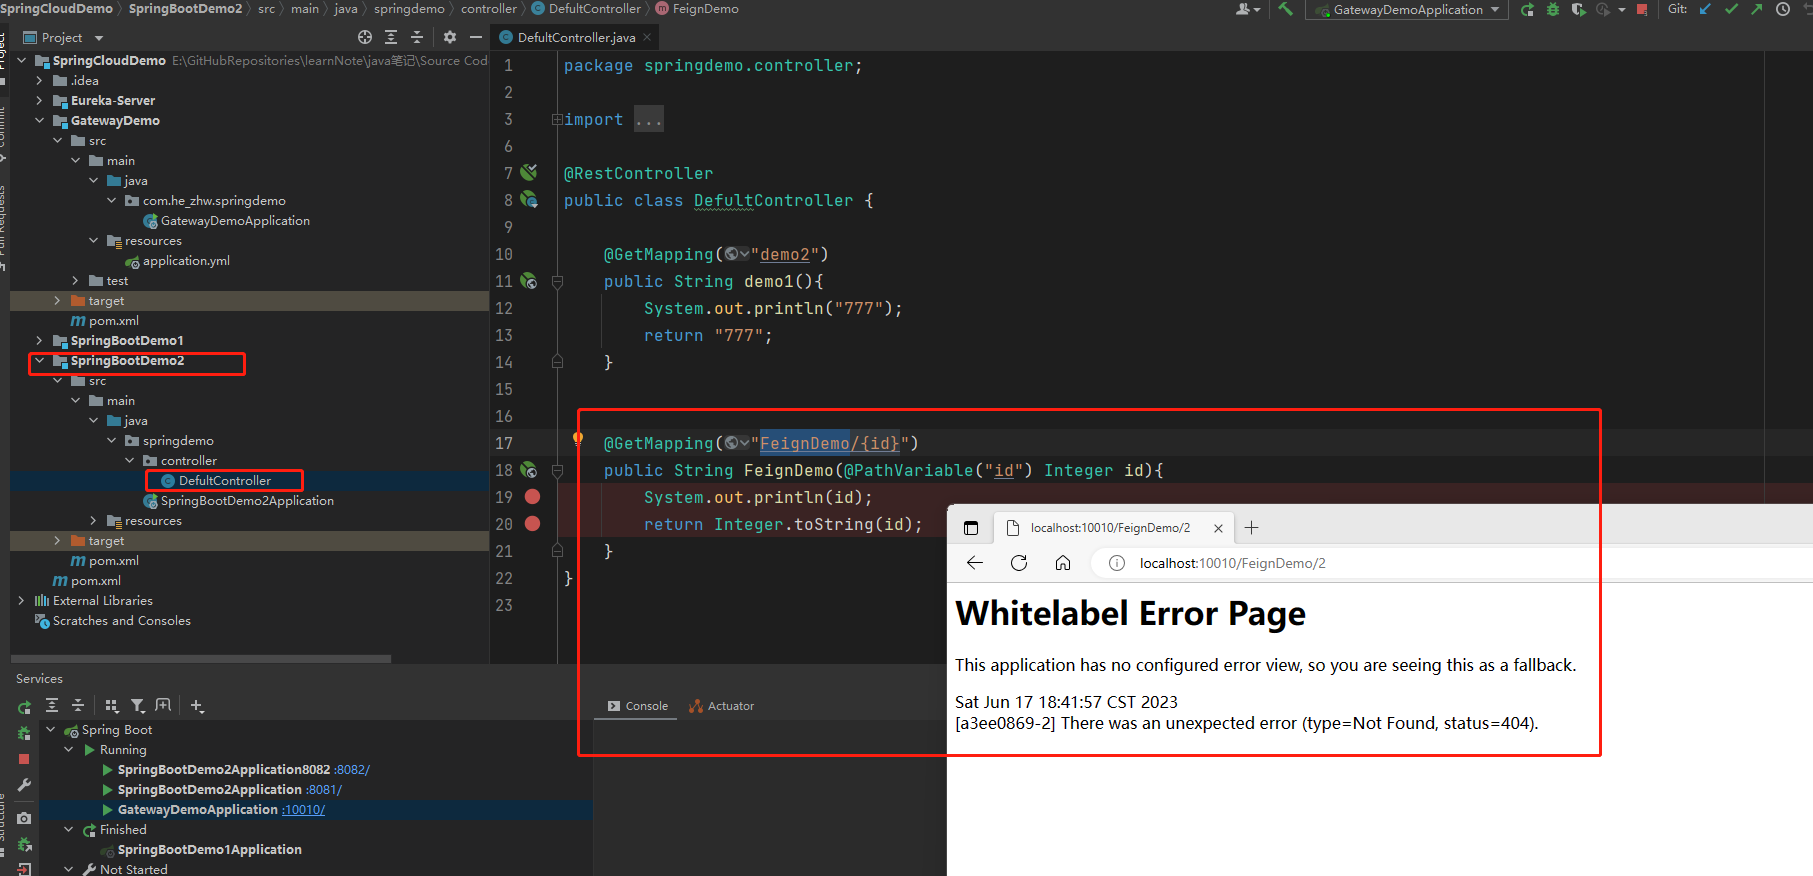 SpringCloudDemo SpringBootDemo2 src main java springdemo controller DefultController FeignDemo
GatewayDemoApplication Git:
Project
SpringCloudDemo E:\GitHubRepositories\learnNote\java笔记\Source Cod
.idea
Eureka-Server
GatewayDemo
src
main
java
com.he_zhw.springdemo
GatewayDemoApplication
resources
application.yml
test
target
pom.xml
SpringBootDemo1
SpringBootDemo2
src
main
java
springdemo
controller
DefultController
SpringBootDemo2Application
resources
target
pom.xml
pom.xml
External Libraries
Scratches and Consoles
DefultController.java
1 package springdemo.controller;
2
3 import ...
6
7 @RestController
8 public class DefultController {
9
10 @GetMapping("demo2")
11 public String demo1(){
12 System.out.println("777");
13 return "777";
14 }
15
16
17 @GetMapping("FeignDemo/{id}")
18 public String FeignDemo(@PathVariable("id") Integer id){
19 System.out.println(id);
20 return Integer.toString(id);
21 }
22 }
23
localhost:10010/FeignDemo/2
localhost:10010/FeignDemo/2
Whitelabel Error Page
This application has no configured error view, so you are seeing this as a fallback.
Sat Jun 17 18:41:57 CST 2023
[a3ee0869-2] There was an unexpected error (type=Not Found, status=404).
Services
Console Actuator
Spring Boot
Running
SpringBootDemo2Application8082 :8082/
SpringBootDemo2Application :8081/
GatewayDemoApplication :10010/
Finished
SpringBootDemo1Application
Not Started